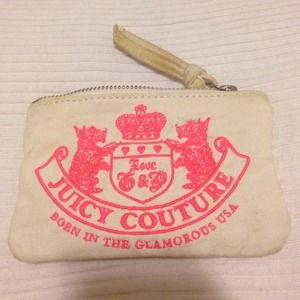 Love
G&P
JUICY COUTURE
BORN IN THE GLAMOROUS USA